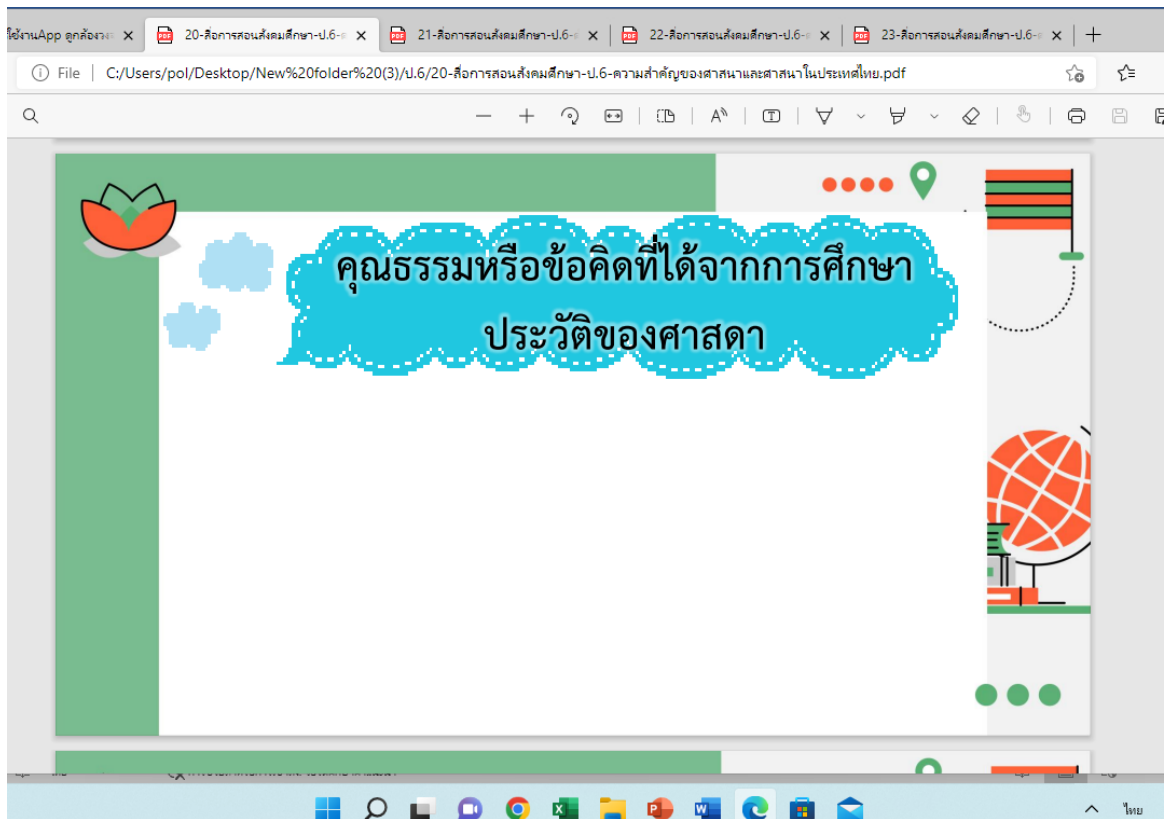 ใช้งานApp ดูกล้องวง
20-สื่อการสอนสังคมศึกษา-ป.6-
21-สื่อการสอนสังคมศึกษา-ป.6-
22-สื่อการสอนสังคมศึกษา-ป.6-
23-สื่อการสอนสังคมศึกษา-ป.6-
File | C:/Users/pol/Desktop/New%20folder%20(3)/ป.6/20-สื่อการสอนสังคมศึกษา-ป.6-ความสำคัญของศาสนาและศาสนาในประเทศไทย.pdf
คุณธรรมหรือข้อคิดที่ได้จากการศึกษา
ประวัติของศาสดา
ไทย